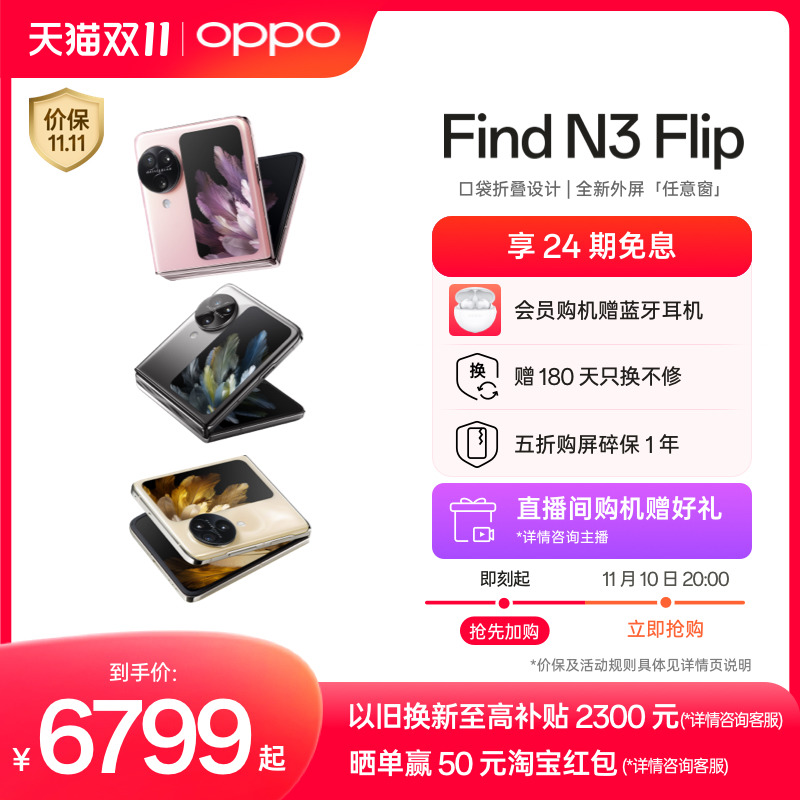 天猫双11 | oppo
价保
11.11
Find N3 Flip
口袋折叠设计 | 全新外屏「任意窗」
享 24 期免息
会员购机赠蓝牙耳机
换
赠 180 天只换不修
五折购屏碎保 1 年
直播间购机赠好礼
*详情咨询主播
即刻起
11 月 10 日 20:00
抢先加购
立即抢购
*价保及活动规则具体见详情页说明
到手价:
¥6799起
以旧换新至高补贴 2300 元(*详情咨询客服)
晒单赢 50 元淘宝红包 (*详情咨询客服)